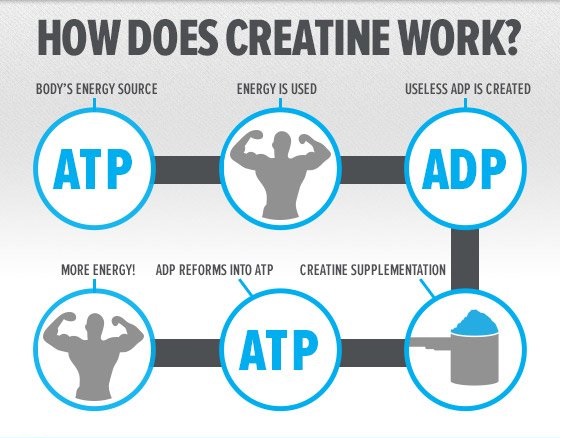 HOW DOES CREATINE WORK?
BODY'S ENERGY SOURCE
ENERGY IS USED
USELESS ADP IS CREATED
ATP
ADP
MORE ENERGY!
ADP REFORMS INTO ATP
CREATINE SUPPLEMENTATION
ATP